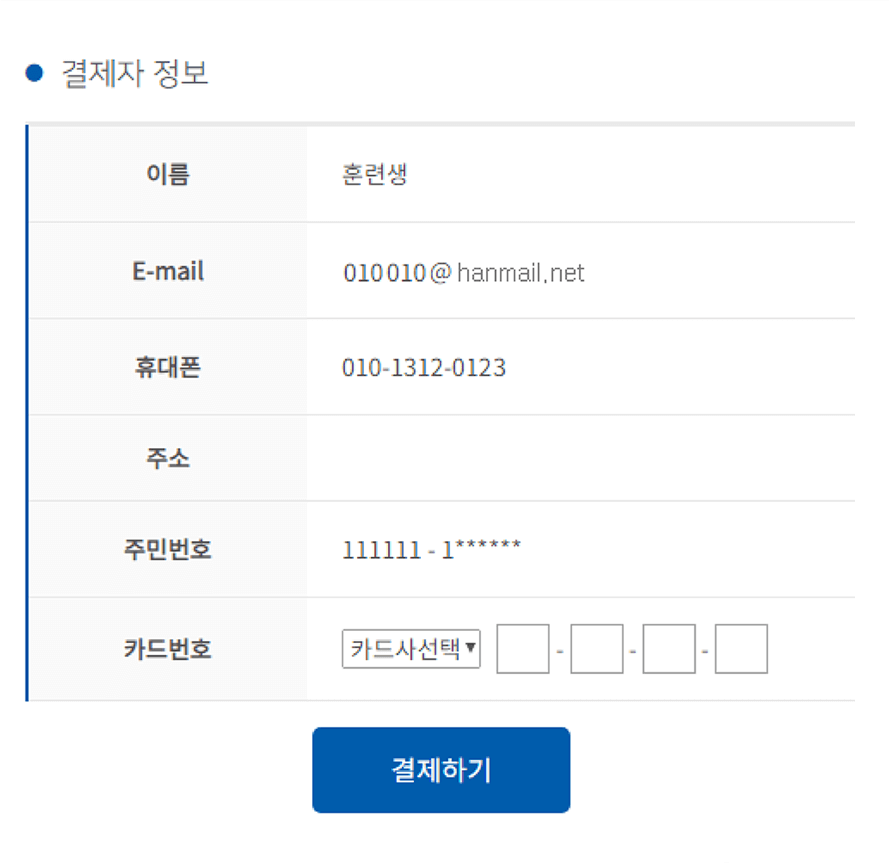 결제자 정보
이름 훈련생
E-mail 010010@hanmail.net
휴대폰 010-1312-0123
주소
주민번호 111111 - 1******
카드번호 카드사선택▼ - - -
결제하기